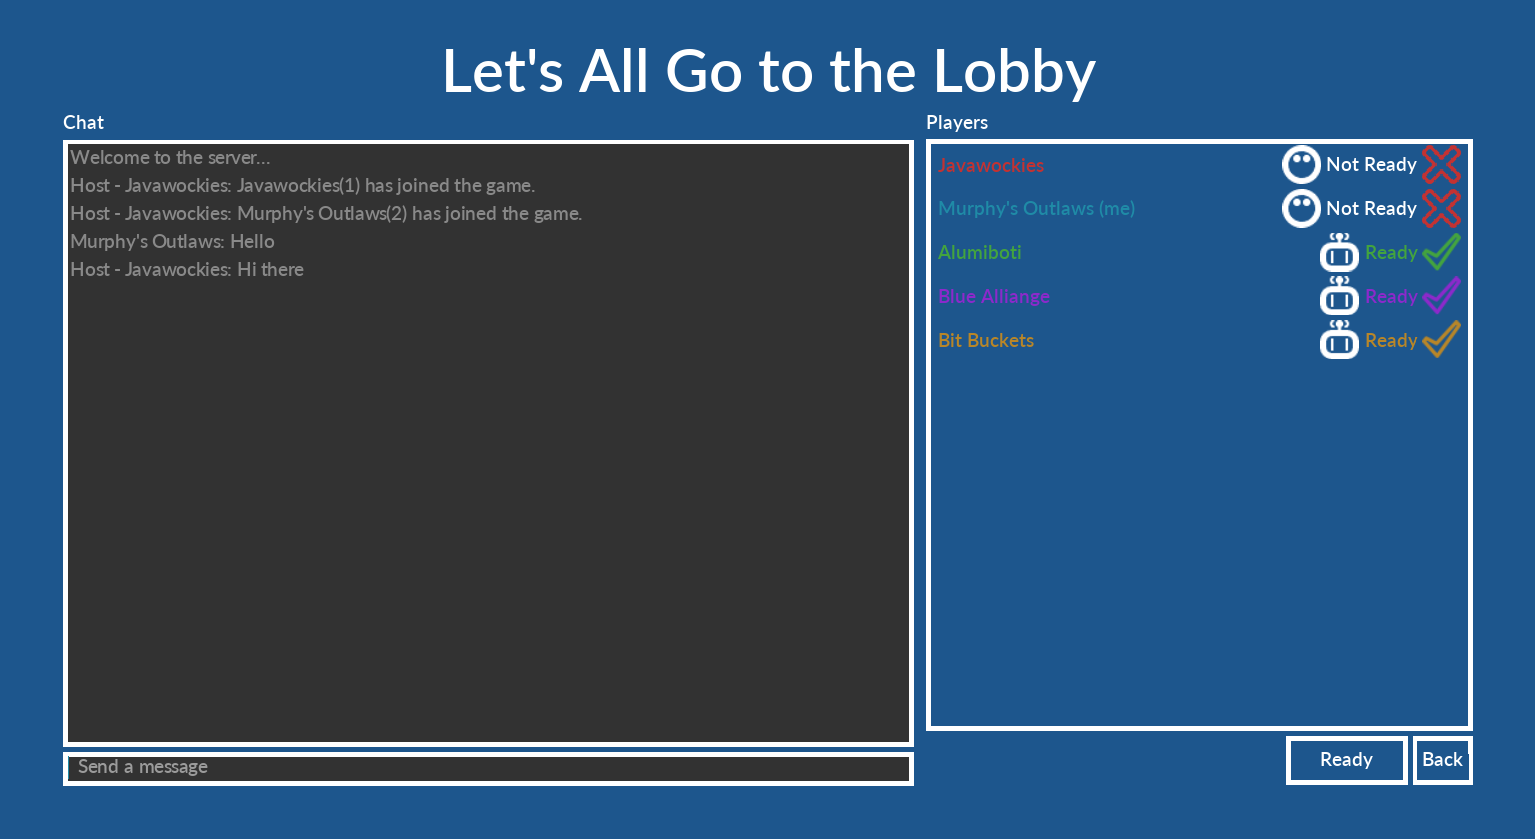 Let's All Go to the Lobby
Chat
Welcome to the server...
Host - Javawockies: Javawockies(1) has joined the game.
Host - Javawockies: Murphy's Outlaws(2) has joined the game.
Murphy's Outlaws: Hello
Host - Javawockies: Hi there
Send a message
Players
Javawockies Not Ready
Murphy's Outlaws (me) Not Ready
Alumiboti Ready
Blue Alliange Ready
Bit Buckets Ready
Ready Back